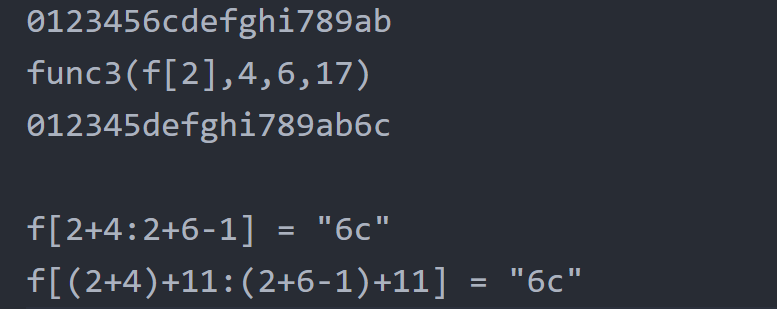 0123456cdefghi789ab
func3(f[2],4,6,17)
012345defghi789ab6c
f[2+4:2+6-1] = "6c"
f[(2+4)+11:(2+6-1)+11] = "6c"